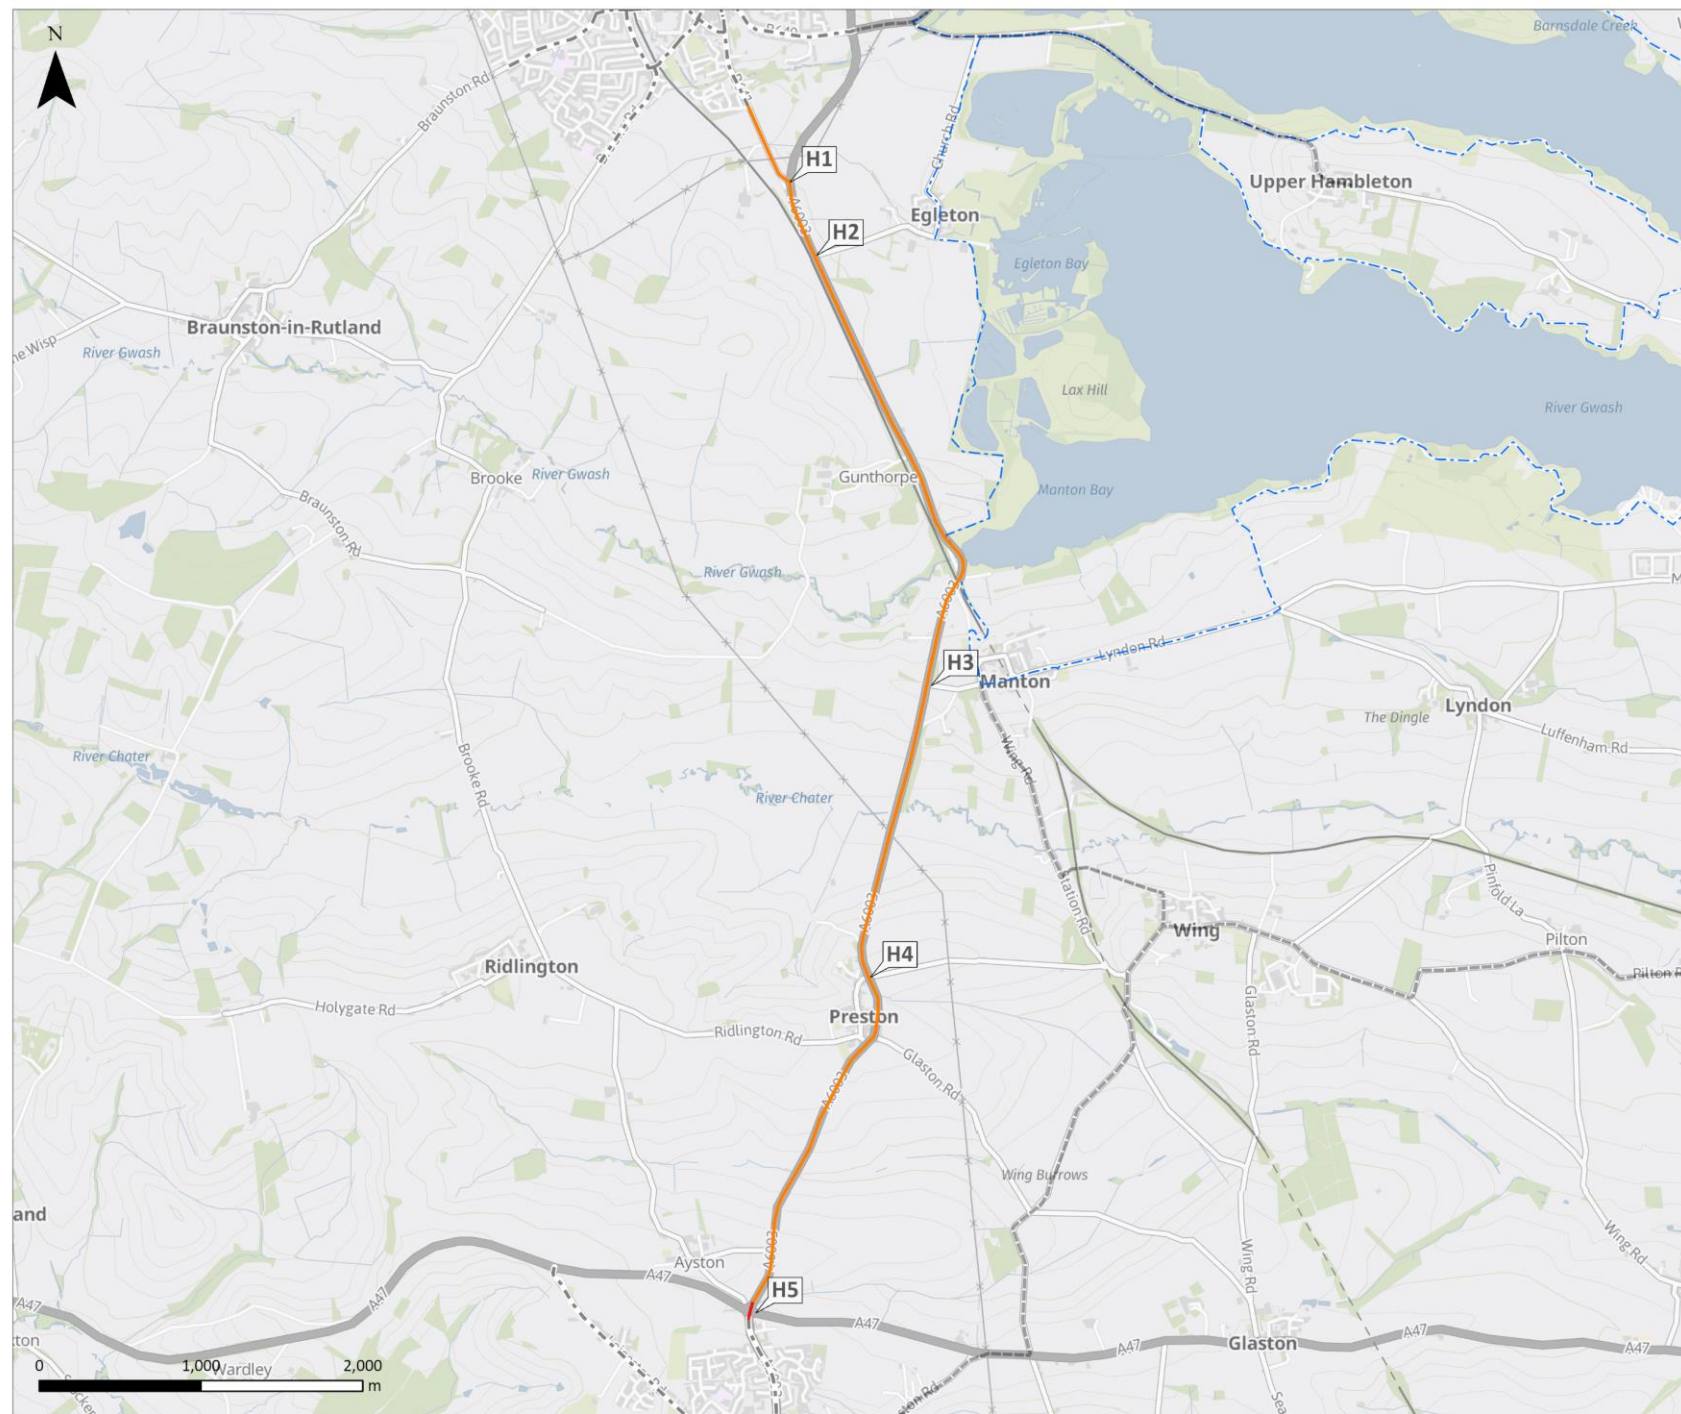 N
B640
Barnsdale Creek
Braunston Rd
Church Rd
H1
Upper Hambleton
A6003
Egleton
H2
Egleton Bay
Braunston-in-Rutland
River Gwash
Lax Hill
River Gwash
Gunthorpe
Brooke
River Gwash
Manton Bay
Braunston Rd
River Gwash
A6003
Lyndon Rd
H3
Manton
Lyndon
The Dingle
Luffenham Rd
River Chater
Wing Rd
Brooke Rd
River Chater
Pinfold La
A6003
Station Rd
Wing
Pilton
H4
Ridlington
Pilton R
Holygate Rd
Preston
Glaston Rd
Ridlington Rd
Glaston Rd
A6003
Wing Burrows
and
Wing Rd
Wing Rd
A6003
Ayston
A47
H5
A47
A47
A47
A47
A47
A47
Glaston
0 1,000 2,000
m
Wardley